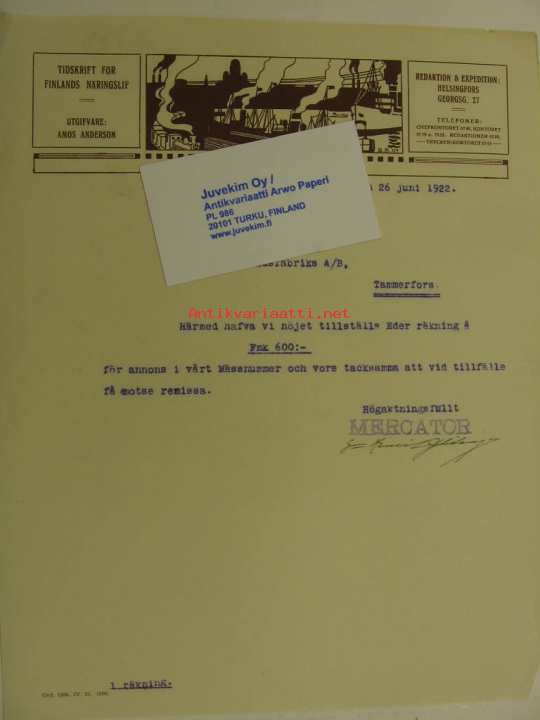 TIDSKRIFT FÖR
FINLANDS NÄRINGSLIF
UTGIFVARE:
AMOS ANDERSON
REDAKTION & EXPEDITION:
HELSINGFORS
GEORGSG. 27
TELEFONER:
Juvekim Oy /
Antikvariaatti Arwo Paperi
PL 986
20101 TURKU, FINLAND
www.juvekim.fi
26 juni 1922.
fabriks A/B,
Tammerfors.
Antikvariaatti.net
Härmed hafva vi nöjet tillställa Eder räkning å
Fmk 600:-
för annons i vårt Mässnummer och vore tacksamma att vid tillfälle
få emotse remissa.
Högaktningsfullt
MERCATOR
1 räkning.